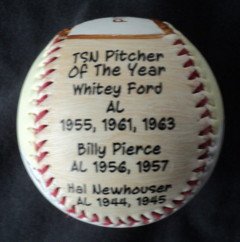 TSN Pitcher
Of The Year
Whitey Ford
AL
1955, 1961, 1963
Billy Pierce
AL 1956, 1957
Hal Newhouser
AL 1944, 1945